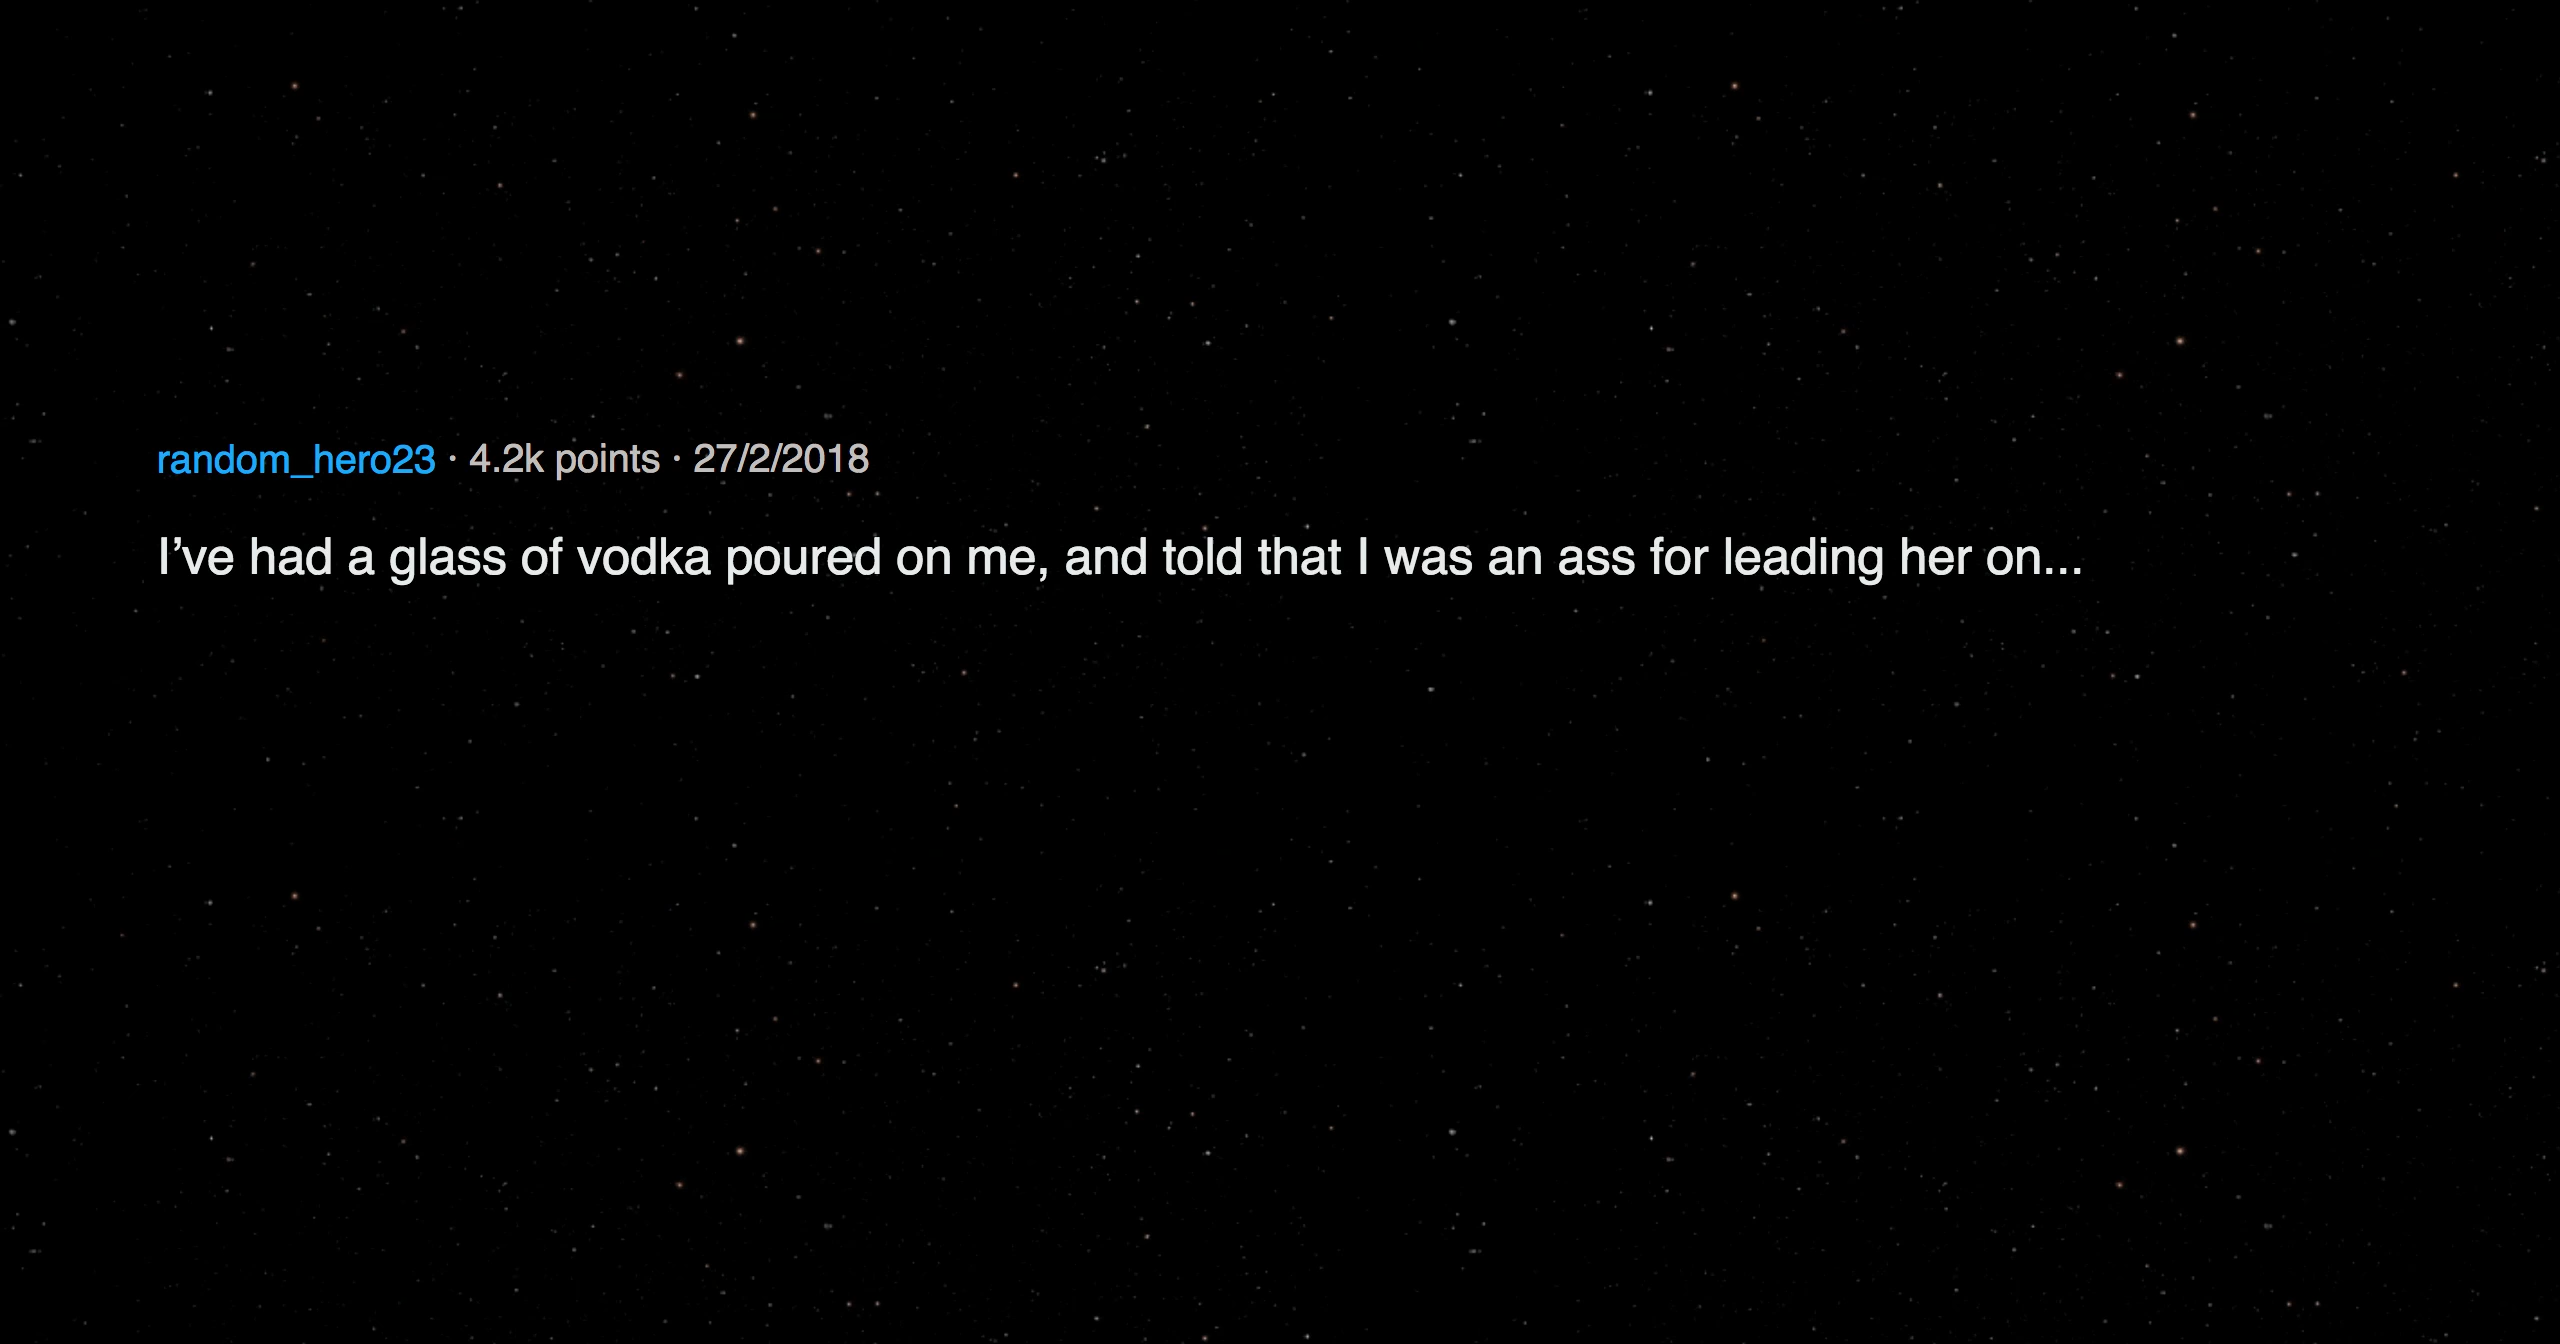 random_hero23 · 4.2k points · 27/2/2018
I’ve had a glass of vodka poured on me, and told that I was an ass for leading her on...